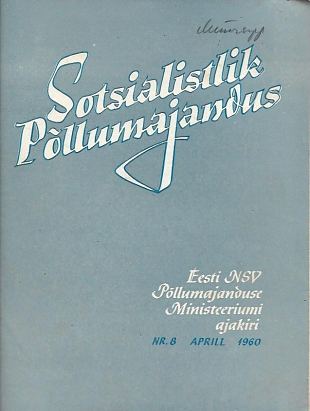 Sotsialistlik
Põllumajandus
Eesti NSV
Põllumajanduse
Ministeeriumi
ajakiri
NR. 8 APRILL 1960